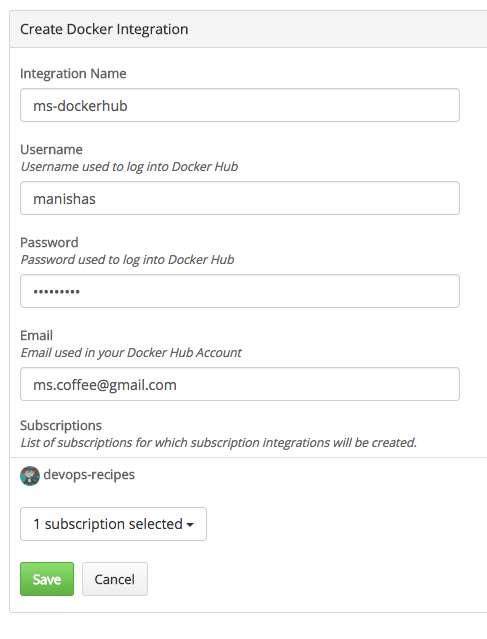 Create Docker Integration
Integration Name
ms-dockerhub
Username
Username used to log into Docker Hub
manishas
Password
Password used to log into Docker Hub
•••••••••
Email
Email used in your Docker Hub Account
ms.coffee@gmail.com
Subscriptions
List of subscriptions for which subscription integrations will be created.
devops-recipes
1 subscription selected
Save Cancel